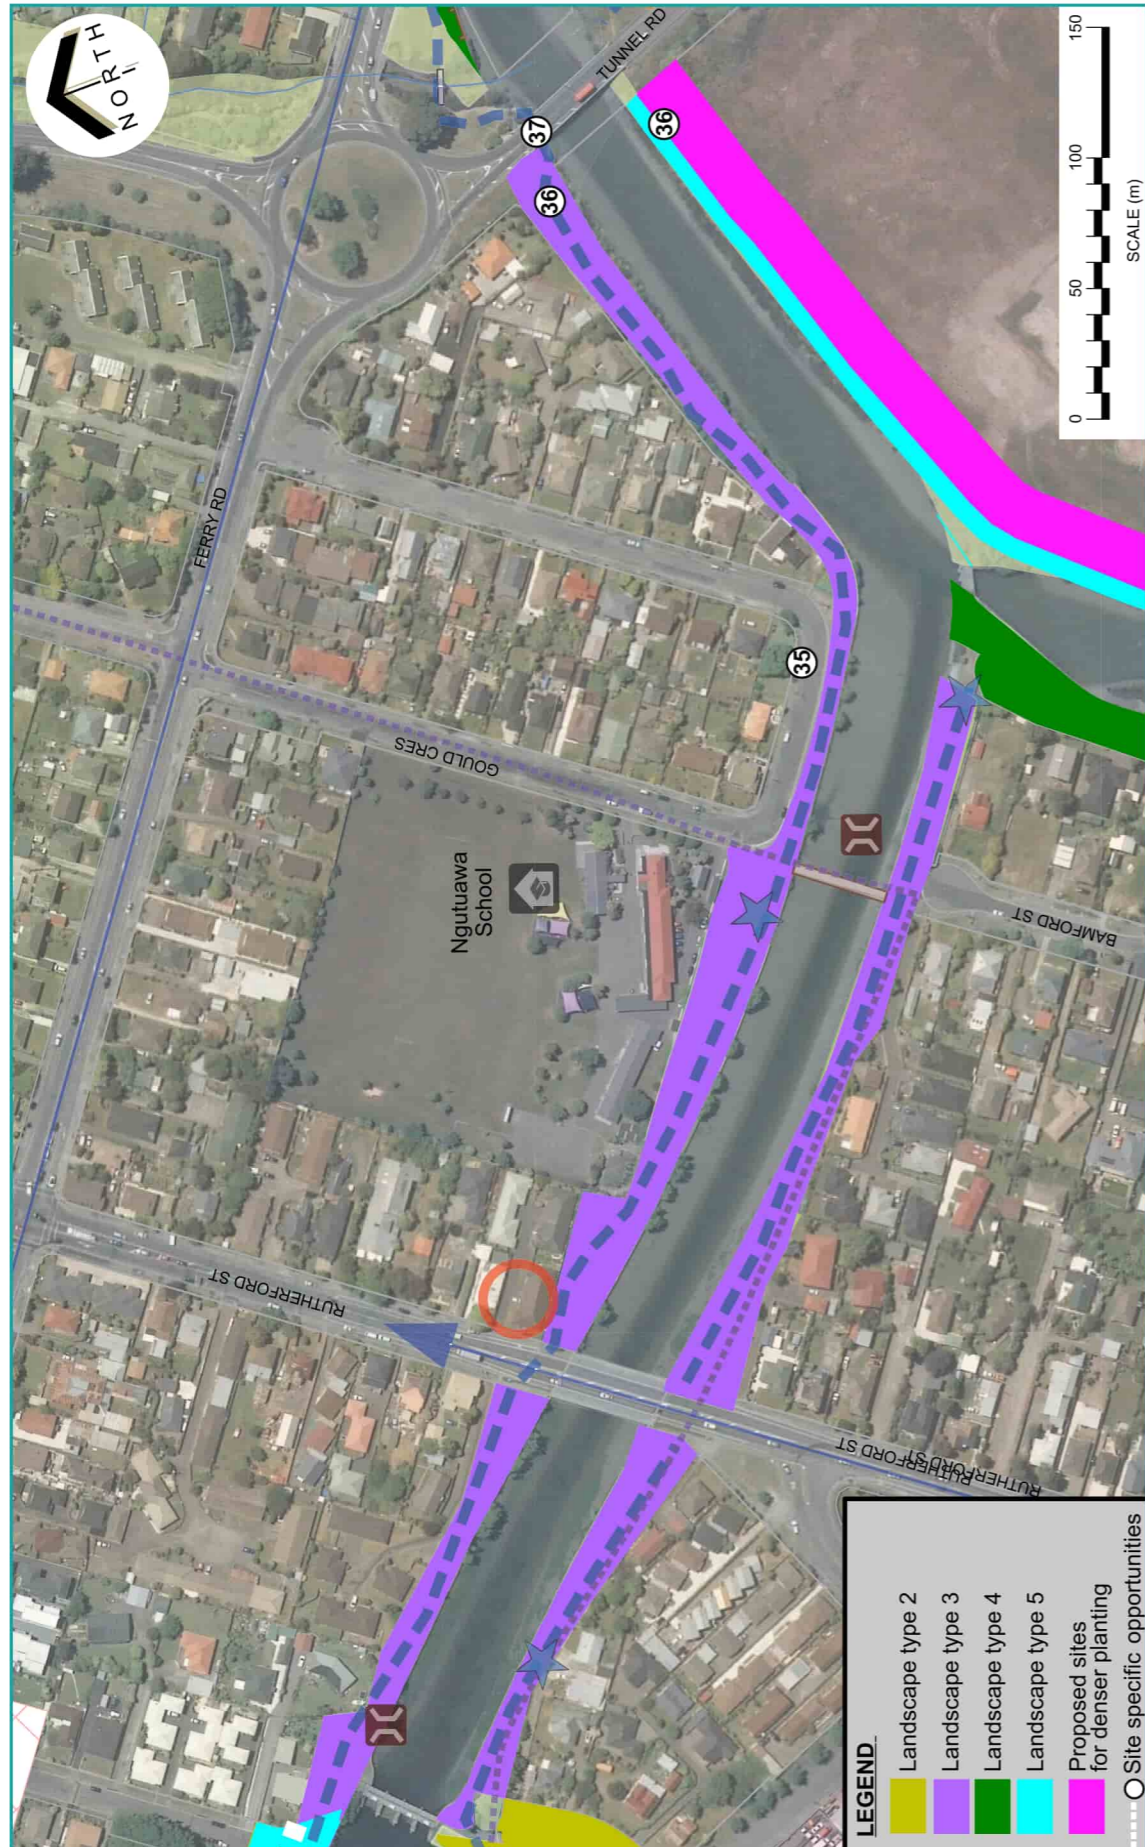 NORTH
TUNNEL RD
37
36
36
FERRY RD
35
GOULD CRES
Ngutuawa
School
BAMFORD ST
RUTHERFORD ST
RUTHERFORD ST
RUTHERFORD ST
RUTHERFORD ST
0
50
100
150
SCALE (m)
LEGEND
Landscape type 2
Landscape type 3
Landscape type 4
Landscape type 5
Proposed sites
for denser planting
Site specific opportunities